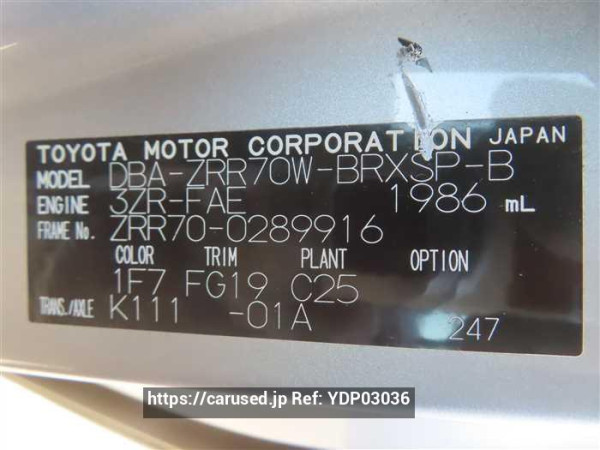 TOYOTA MOTOR CORPORATION JAPAN
MODEL DBA-ZRR70W-BRXSP-B
ENGINE 3ZR-FAE 1986 mL
FRAME No. ZRR70-0289916
COLOR TRIM PLANT OPTION
1F7 FG19 C25
TRANS./AXLE K111 -01A
247
https://carused.jp Ref: YDP03036